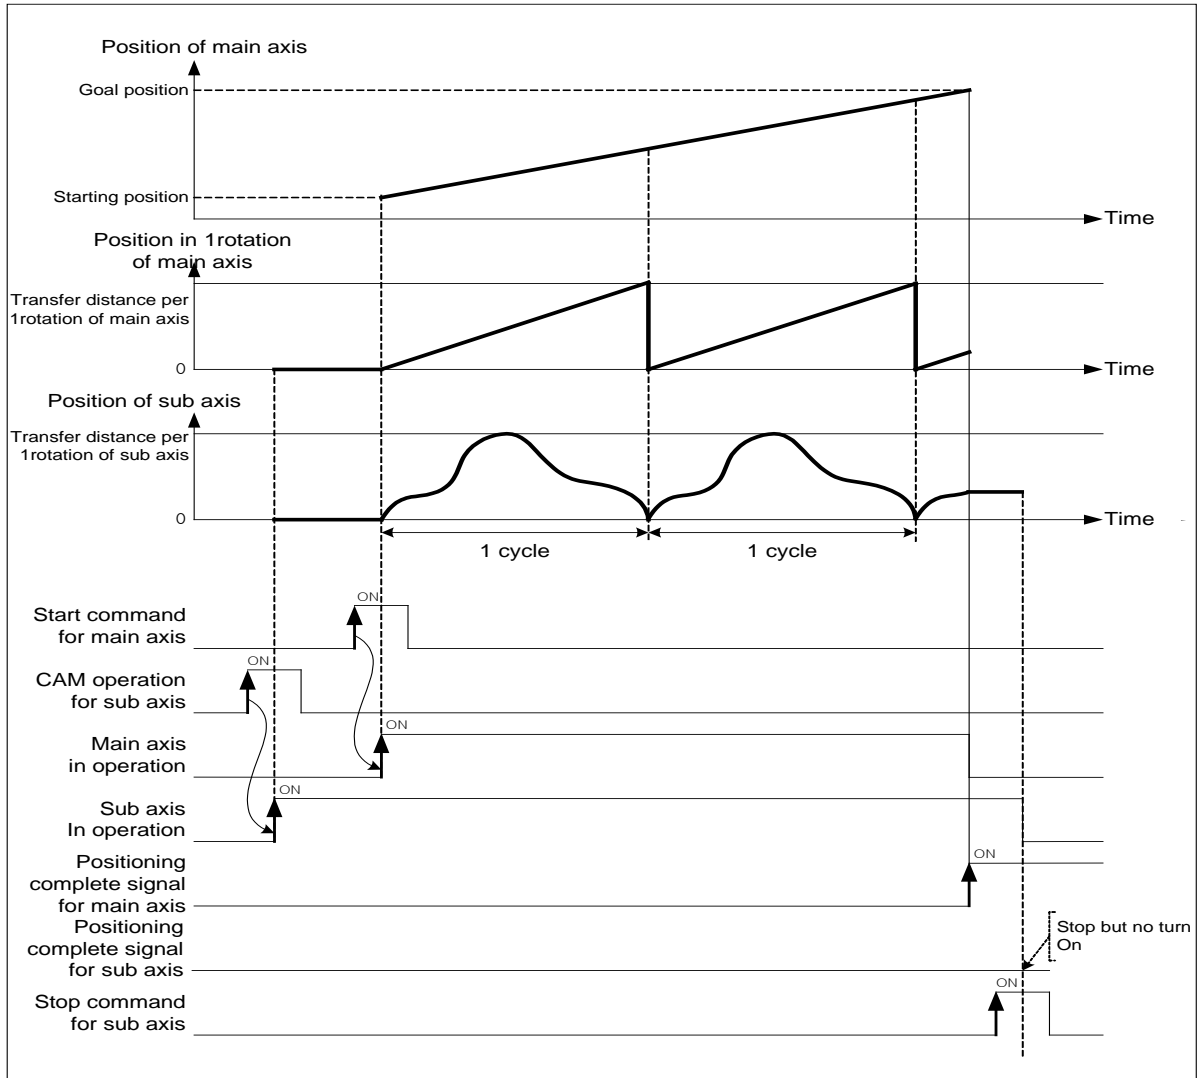 Position of main axis
Goal position
Starting position
Time
Position in 1rotation
of main axis
Transfer distance per
1rotation of main axis
0
Time
Position of sub axis
Transfer distance per
1rotation of sub axis
0
Time
1 cycle
1 cycle
ON
Start command
for main axis
ON
CAM operation
for sub axis
ON
Main axis
in operation
ON
Sub axis
In operation
ON
Positioning
complete signal
for main axis
Positioning
complete signal
for sub axis
Stop but no turn
On
ON
Stop command
for sub axis